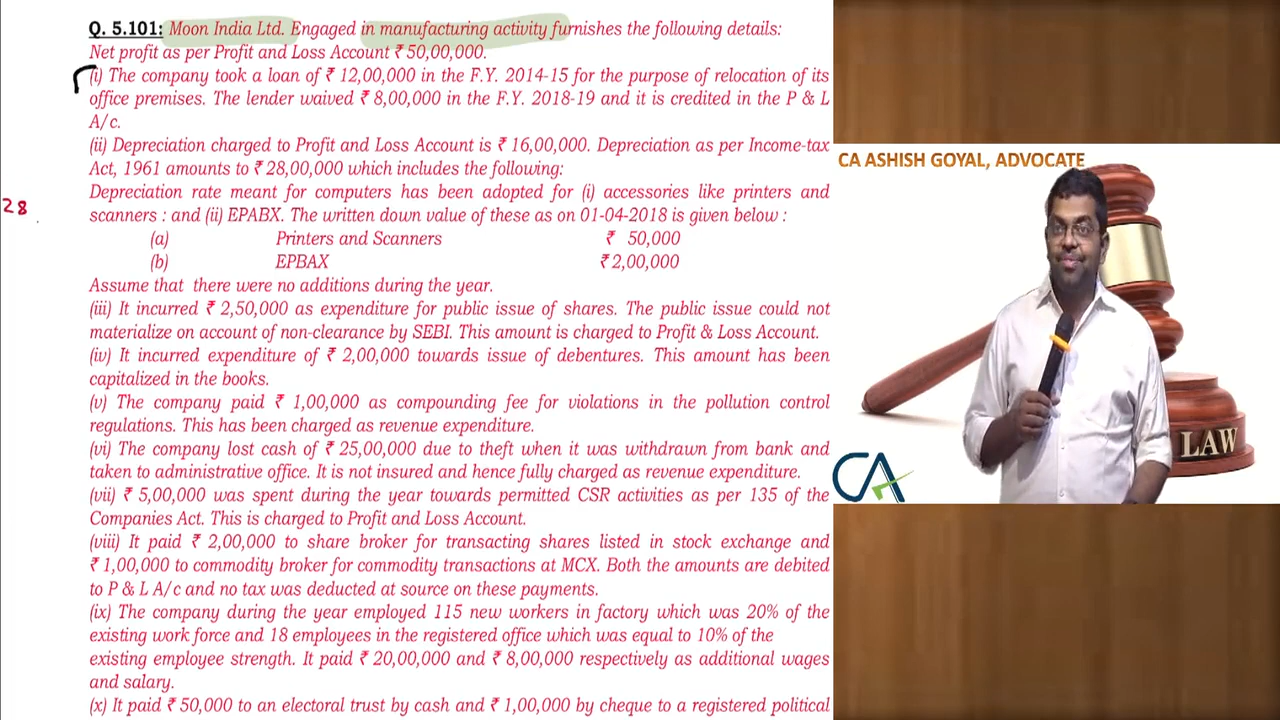 Q. 5.101: Moon India Ltd. Engaged in manufacturing activity furnishes the following details:
Net profit as per Profit and Loss Account ₹ 50,00,000.
(i) The company took a loan of ₹ 12,00,000 in the F.Y. 2014-15 for the purpose of relocation of its
office premises. The lender waived ₹ 8,00,000 in the F.Y. 2018-19 and it is credited in the P & L
A/c.
(ii) Depreciation charged to Profit and Loss Account is ₹ 16,00,000. Depreciation as per Income-tax
Act, 1961 amounts to ₹ 28,00,000 which includes the following:
Depreciation rate meant for computers has been adopted for (i) accessories like printers and
scanners : and (ii) EPABX. The written down value of these as on 01-04-2018 is given below :
(a) Printers and Scanners ₹ 50,000
(b) EPBAX ₹ 2,00,000
Assume that there were no additions during the year.
(iii) It incurred ₹ 2,50,000 as expenditure for public issue of shares. The public issue could not
materialize on account of non-clearance by SEBI. This amount is charged to Profit & Loss Account.
(iv) It incurred expenditure of ₹ 2,00,000 towards issue of debentures. This amount has been
capitalized in the books.
(v) The company paid ₹ 1,00,000 as compounding fee for violations in the pollution control
regulations. This has been charged as revenue expenditure.
(vi) The company lost cash of ₹ 25,00,000 due to theft when it was withdrawn from bank and
taken to administrative office. It is not insured and hence fully charged as revenue expenditure.
(vii) ₹ 5,00,000 was spent during the year towards permitted CSR activities as per 135 of the
Companies Act. This is charged to Profit and Loss Account.
(viii) It paid ₹ 2,00,000 to share broker for transacting shares listed in stock exchange and
₹ 1,00,000 to commodity broker for commodity transactions at MCX. Both the amounts are debited
to P & L A/c and no tax was deducted at source on these payments.
(ix) The company during the year employed 115 new workers in factory which was 20% of the
existing work force and 18 employees in the registered office which was equal to 10% of the
existing employee strength. It paid ₹ 20,00,000 and ₹ 8,00,000 respectively as additional wages
and salary.
(x) It paid ₹ 50,000 to an electoral trust by cash and ₹ 1,00,000 by cheque to a registered political
28
CA ASHISH GOYAL, ADVOCATE
LAW
CA